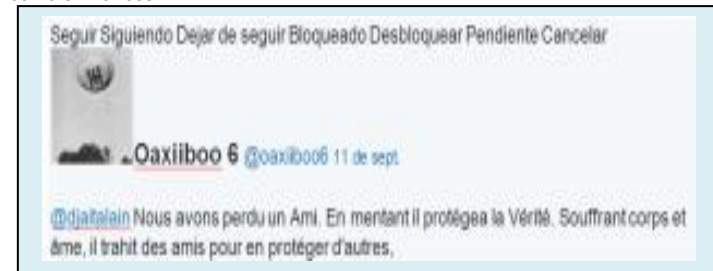 Seguir Siguiendo Dejar de seguir Bloqueado Desbloquear Pendiente Cancelar
Oaxiiboo 6 @oaxiiboo6 11 de sept.
@djaitalain Nous avons perdu un Ami. En mentant il protégea la Vérité. Souffrant corps et
âme, il trahit des amis pour en protéger d'autres,